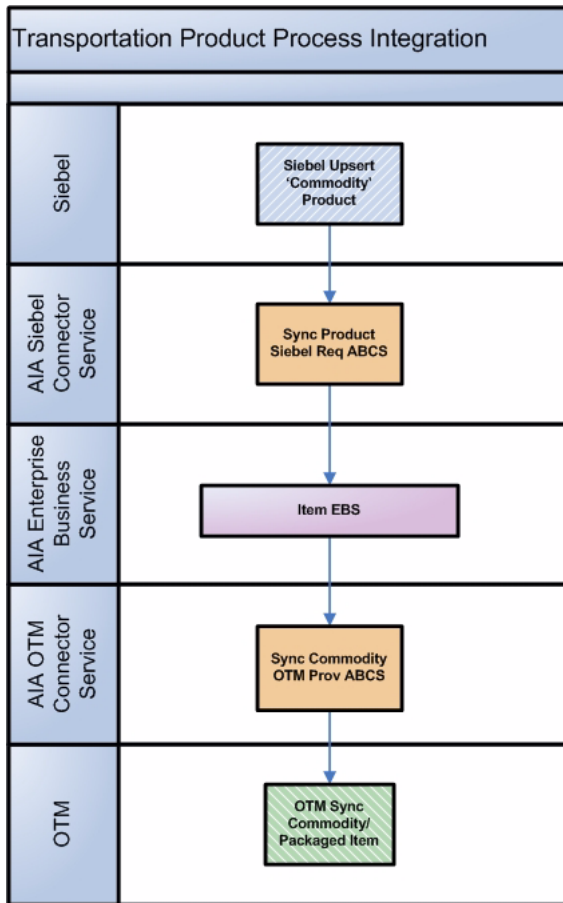 Transportation Product Process Integration
Siebel
Siebel Upsert
‘Commodity’
Product
AIA Siebel
Connector
Service
Sync Product
Siebel Req ABCS
AIA Enterprise
Business
Service
Item EBS
AIA OTM
Connector
Service
Sync Commodity
OTM Prov ABCS
OTM
OTM Sync
Commodity/
Packaged Item